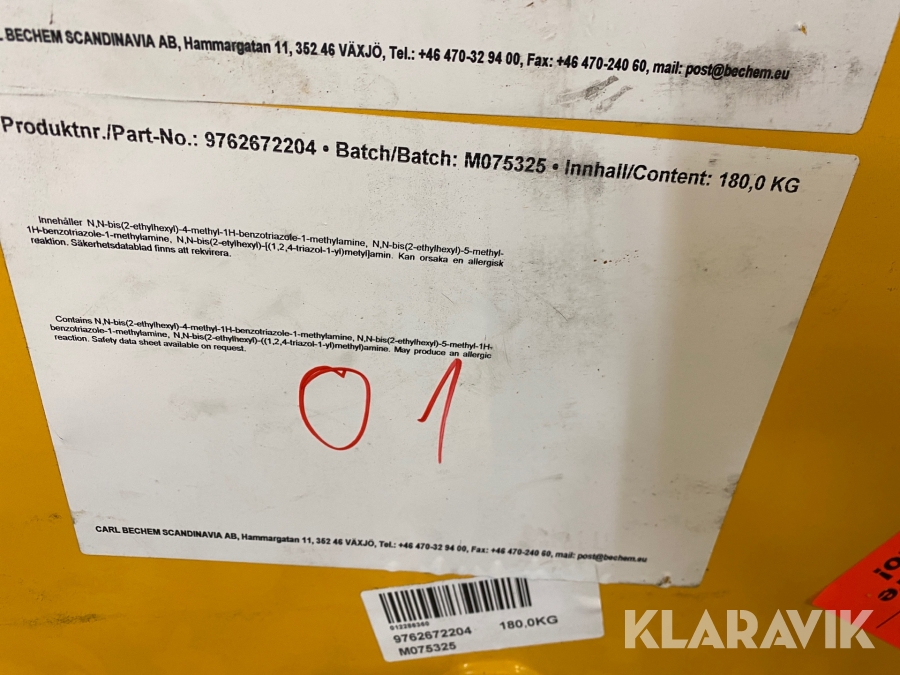 BECHEM SCANDINAVIA AB, Hammargatan 11, 352 46 VÄXJÖ, Tel.: +46 470-32 94 00, Fax: +46 470-240 60, mail: post@bechem.eu
Produktnr./Part-No.: 9762672204 • Batch/Batch: M075325 • Innhall/Content: 180,0 KG
Innehåller N,N-bis(2-ethylhexyl)-4-methyl-1H-benzotriazole-1-methylamine, N,N-bis(2-ethylhexyl)-5-methyl-
1H-benzotriazole-1-methylamine, N,N-bis(2-etylhexyl)-[(1,2,4-triazol-1-yl)metyl]amin. Kan orsaka en allergisk
reaktion. Säkerhetsdatablad finns att rekvirera.
Contains N,N-bis(2-ethylhexyl)-4-methyl-1H-benzotriazole-1-methylamine, N,N-bis(2-ethylhexyl)-5-methyl-1H-
benzotriazole-1-methylamine, N,N-bis(2-ethylhexyl)-((1,2,4-triazol-1-yl)methyl)amine. May produce an allergic
reaction. Safety data sheet available on request.
01
CARL BECHEM SCANDINAVIA AB, Hammargatan 11, 352 46 VÄXJÖ, Tel.: +46 470-32 94 00, Fax: +46 470-240 60, mail: post@bechem.eu
9762672204 180.0KG
M075325
KLARAVIK